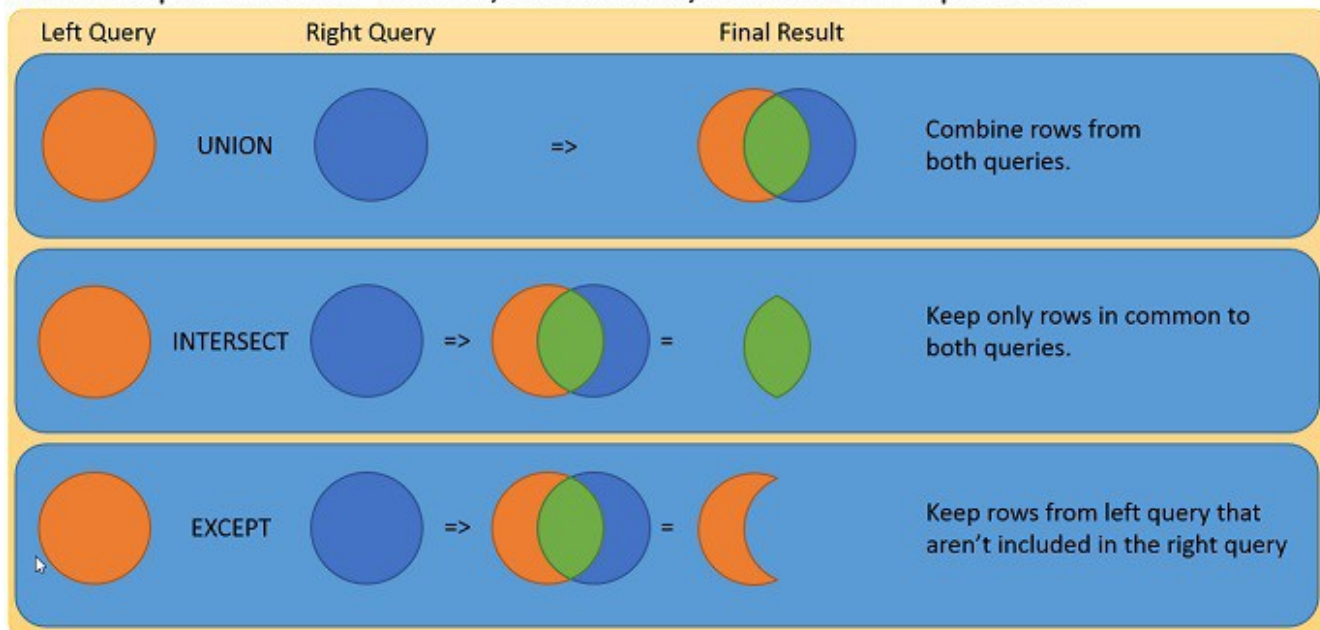 Left Query Right Query Final Result
UNION => Combine rows from
both queries.
INTERSECT => = Keep only rows in common to
both queries.
EXCEPT => = Keep rows from left query that
aren't included in the right query